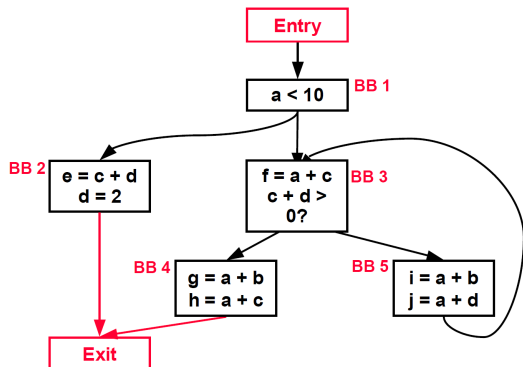 Entry
a < 10
BB 1
BB 2
e = c + d
d = 2
f = a + c
c + d >
0?
BB 3
BB 4
g = a + b
h = a + c
BB 5
i = a + b
j = a + d
Exit